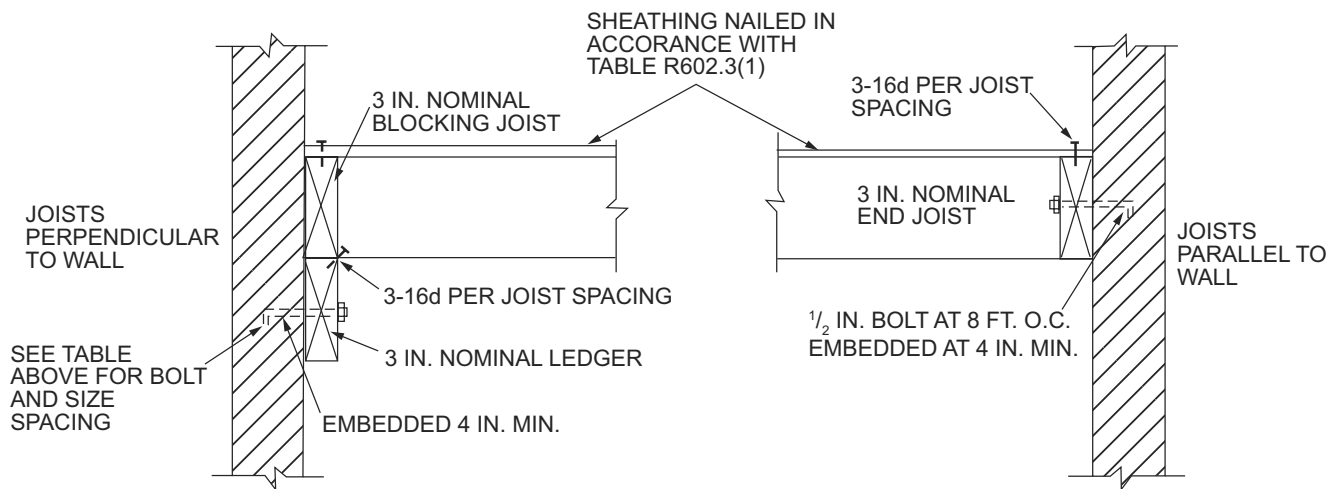 SHEATHING NAILED IN
ACCORANCE WITH
TABLE R602.3(1)
3 IN. NOMINAL
BLOCKING JOIST
3-16d PER JOIST
SPACING
JOISTS
PERPENDICULAR
TO WALL
3 IN. NOMINAL
END JOIST
JOISTS
PARALLEL TO
WALL
3-16d PER JOIST SPACING
1/2 IN. BOLT AT 8 FT. O.C.
EMBEDDED AT 4 IN. MIN.
SEE TABLE
ABOVE FOR BOLT
AND SIZE
SPACING
3 IN. NOMINAL LEDGER
EMBEDDED 4 IN. MIN.